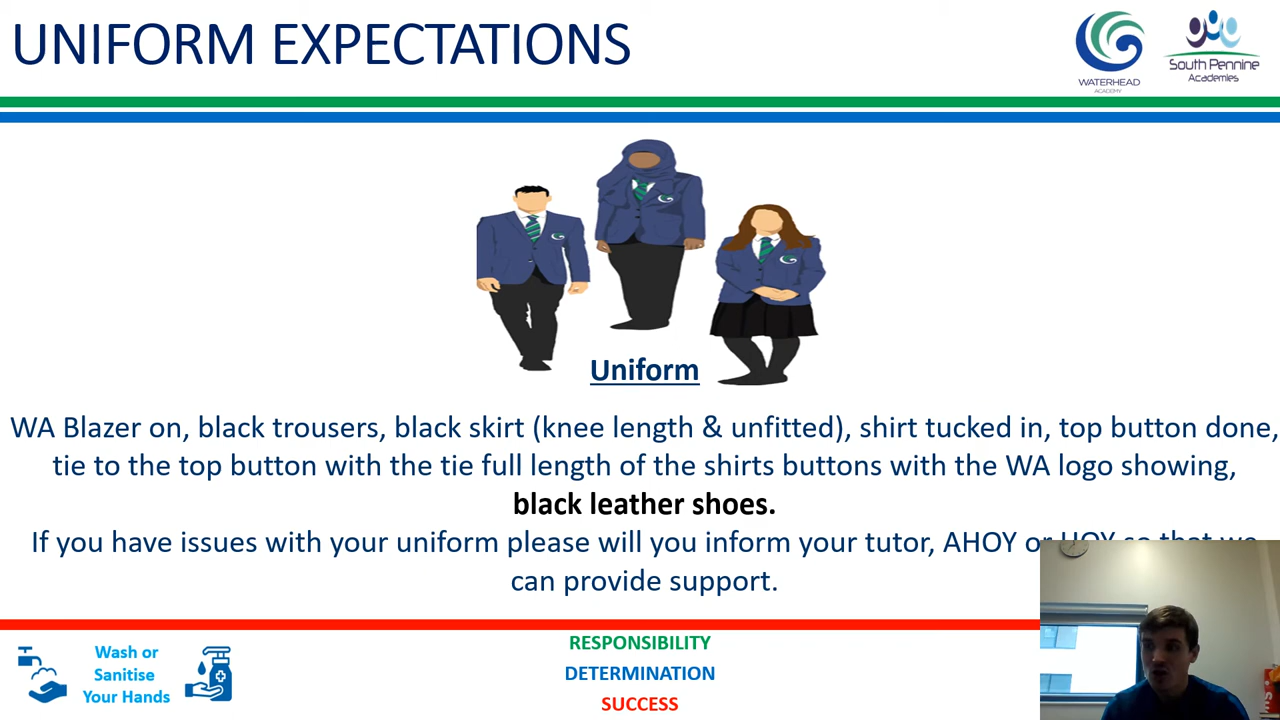 UNIFORM EXPECTATIONS
WATERHEAD
ACADEMY
South Pennine
Academies
Uniform
WA Blazer on, black trousers, black skirt (knee length & unfitted), shirt tucked in, top button done,
tie to the top button with the tie full length of the shirts buttons with the WA logo showing,
black leather shoes.
If you have issues with your uniform please will you inform your tutor, AHOY or HOY so that we
can provide support.
Wash or
Sanitise
Your Hands
RESPONSIBILITY
DETERMINATION
SUCCESS